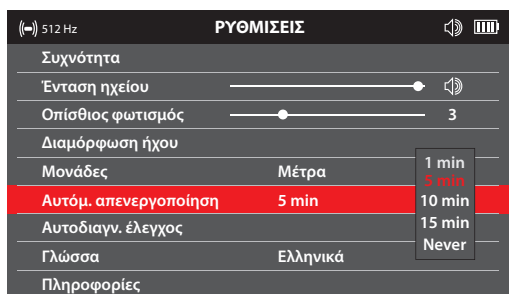 512 Hz ΡΥΘΜΙΣΕΙΣ
Συχνότητα
Ένταση ηχείου
Οπίσθιος φωτισμός 3
Διαμόρφωση ήχου
Μονάδες Μέτρα
Αυτόμ. απενεργοποίηση 5 min
Αυτοδιαγν. έλεγχος
Γλώσσα Ελληνικά
Πληροφορίες
1 min
5 min
10 min
15 min
Never